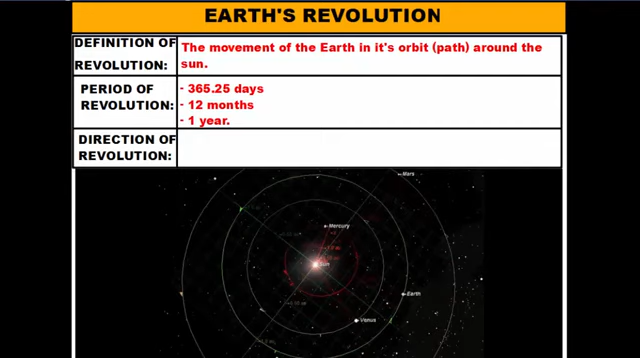 EARTH'S REVOLUTION
DEFINITION OF
REVOLUTION:
The movement of the Earth in it's orbit (path) around the
sun.
PERIOD OF
REVOLUTION:
- 365.25 days
- 12 months
- 1 year.
DIRECTION OF
REVOLUTION:
Mars
Mercury
Sun
Earth
Venus